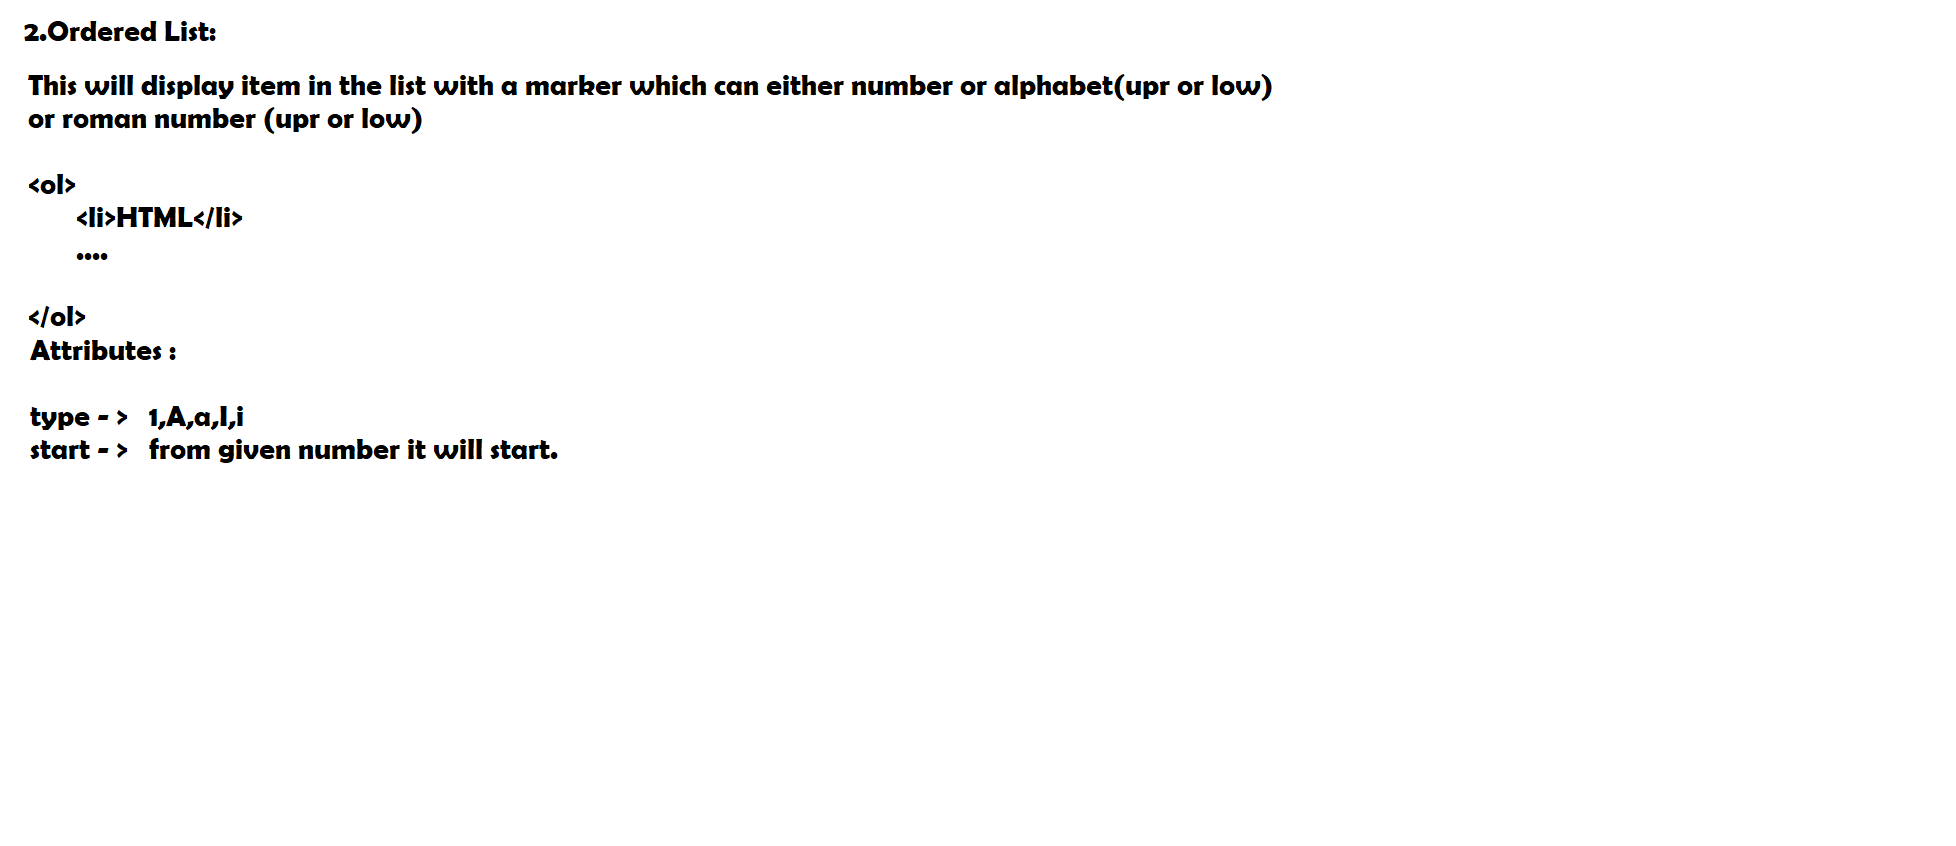 2.Ordered List:
This will display item in the list with a marker which can either number or alphabet(upr or low)
or roman number (upr or low)
<ol>
<li>HTML</li>
....
</ol>
Attributes :
type - > 1,A,a,I,i
start - > from given number it will start.